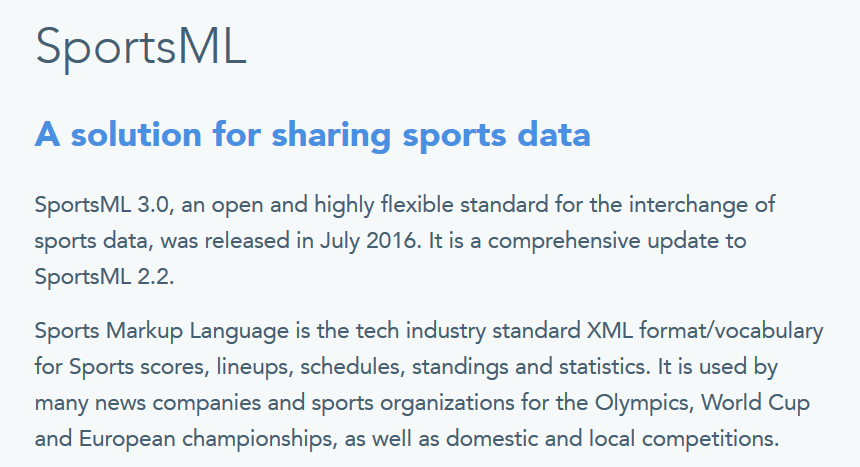 SportsML
A solution for sharing sports data
SportsML 3.0, an open and highly flexible standard for the interchange of
sports data, was released in July 2016. It is a comprehensive update to
SportsML 2.2.
Sports Markup Language is the tech industry standard XML format/vocabulary
for Sports scores, lineups, schedules, standings and statistics. It is used by
many news companies and sports organizations for the Olympics, World Cup
and European championships, as well as domestic and local competitions.